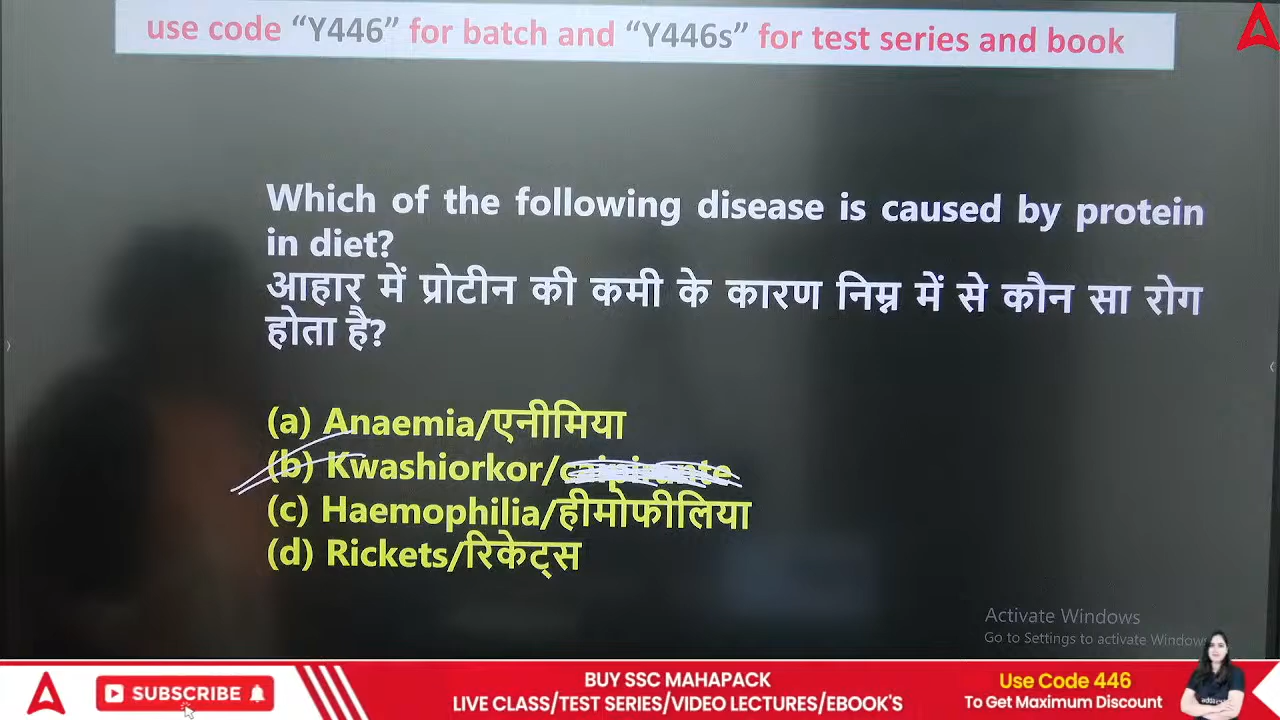 use code “Y446” for batch and “Y446s” for test series and book
Which of the following disease is caused by protein
in diet?
आहार में प्रोटीन की कमी के कारण निम्न में से कौन सा रोग
होता है?
(a) Anaemia/एनीमिया
(b) Kwashiorkor/
(c) Haemophilia/हीमोफीलिया
(d) Rickets/रिकेट्स
Activate Windows
Go to Settings to activate Window
SUBSCRIBE
BUY SSC MAHAPACK
LIVE CLASS/TEST SERIES/VIDEO LECTURES/EBOOK'S
Use Code 446
To Get Maximum Discount